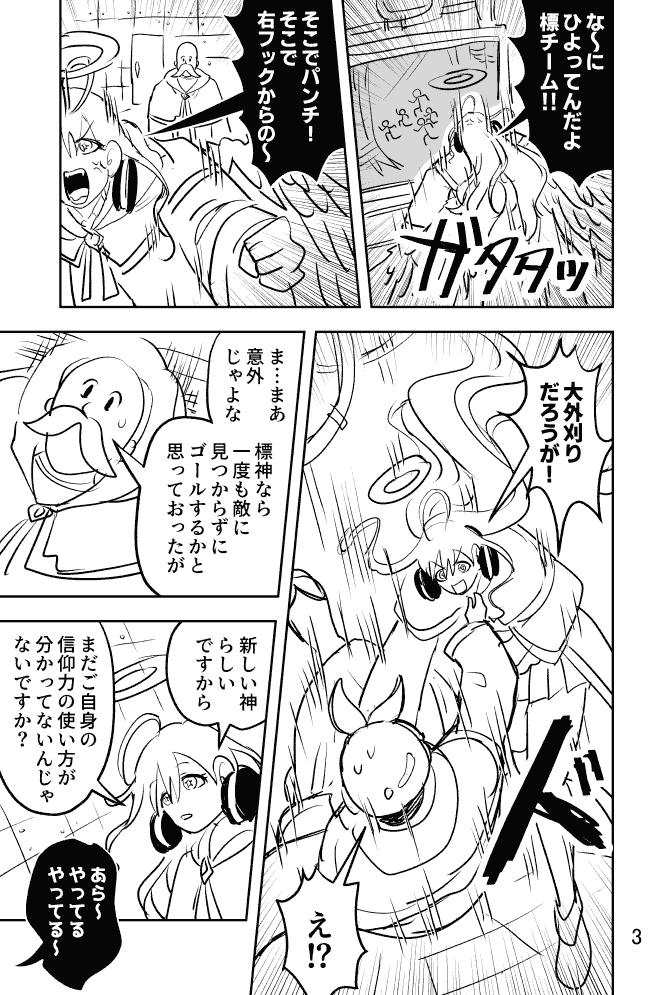 な〜に
ひよってんだよ
標チーム!!
ガタタッ
そこでパンチ!
そこで
右フックからの〜
大外刈り
だろうが!
ドズ
え!?
ま…まあ
意外
じゃよな
標神なら
一度も敵に
見つからずに
ゴールするかと
思っておったが
新しい神
らしい
ですから
まだご自身の
信仰力の使い方が
分かってないんじゃ
ないですか?
あら〜
やってる
やってる〜
3